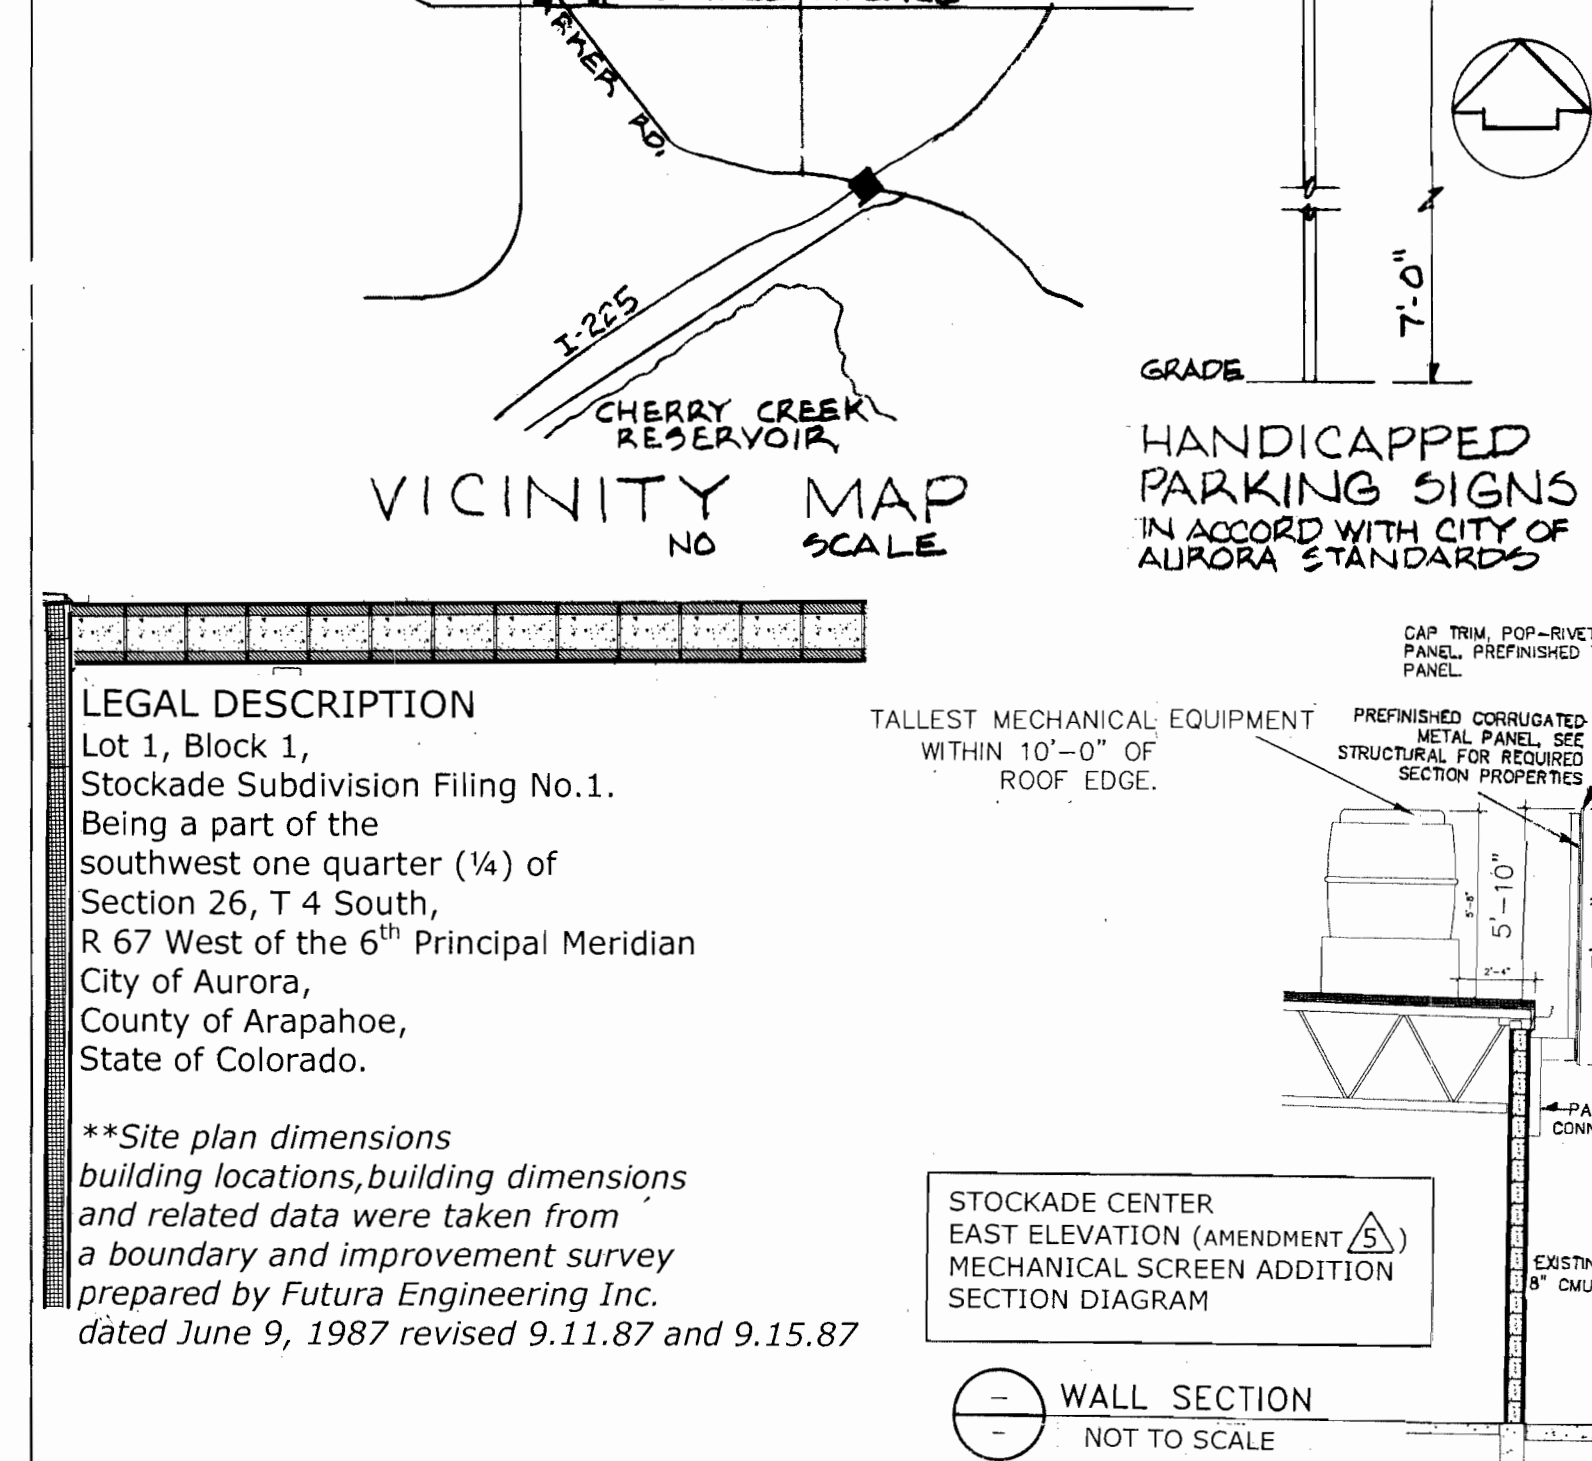 RD.
I-225
CHERRY CREEK
RESERVOIR
VICINITY MAP
NO SCALE
7'-0"
GRADE
HANDICAPPED
PARKING SIGNS
IN ACCORD WITH CITY OF
AURORA STANDARDS
LEGAL DESCRIPTION
Lot 1, Block 1,
Stockade Subdivision Filing No.1.
Being a part of the
southwest one quarter (¼) of
Section 26, T 4 South,
R 67 West of the 6th Principal Meridian
City of Aurora,
County of Arapahoe,
State of Colorado.
**Site plan dimensions
building locations,building dimensions
and related data were taken from
a boundary and improvement survey
prepared by Futura Engineering Inc.
dated June 9, 1987 revised 9.11.87 and 9.15.87
CAP TRIM, POP-RIVET
PANEL. PREFINISHED
PANEL.
TALLEST MECHANICAL EQUIPMENT
WITHIN 10'-0" OF
ROOF EDGE.
PREFINISHED CORRUGATED
METAL PANEL, SEE
STRUCTURAL FOR REQUIRED
SECTION PROPERTIES
5'-8"
5'-10"
2'-4"
PA
CONN
STOCKADE CENTER
EAST ELEVATION (AMENDMENT 5)
MECHANICAL SCREEN ADDITION
SECTION DIAGRAM
EXISTIN
8" CMU
WALL SECTION
NOT TO SCALE